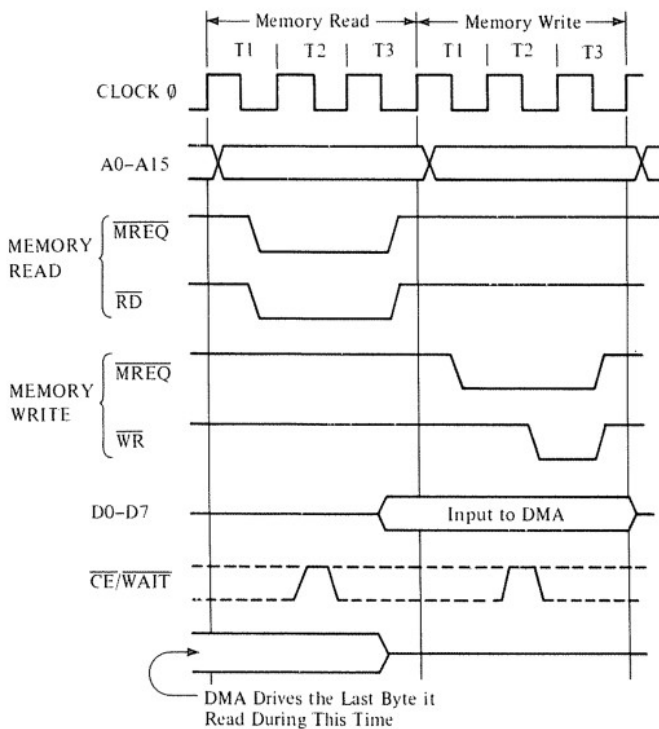 Memory Read Memory Write
T1 T2 T3 T1 T2 T3
CLOCK Ø
A0–A15
MEMORY READ
MREQ
RD
MEMORY WRITE
MREQ
WR
D0–D7
Input to DMA
CE/WAIT
DMA Drives the Last Byte it
Read During This Time